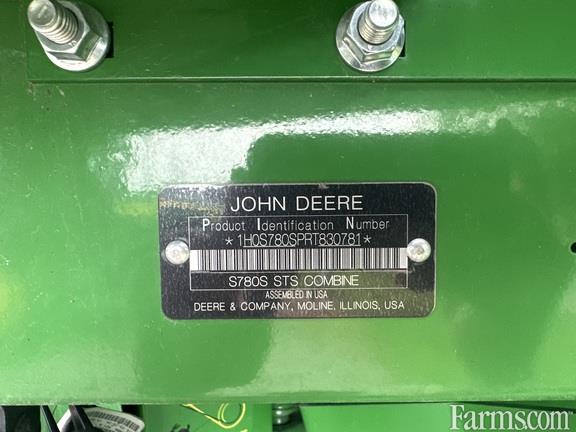 JOHN DEERE
Product Identification Number
*1H0S780SPRT830781*
S780S STS COMBINE
ASSEMBLED IN USA
DEERE & COMPANY, MOLINE, ILLINOIS, USA
Farms.com